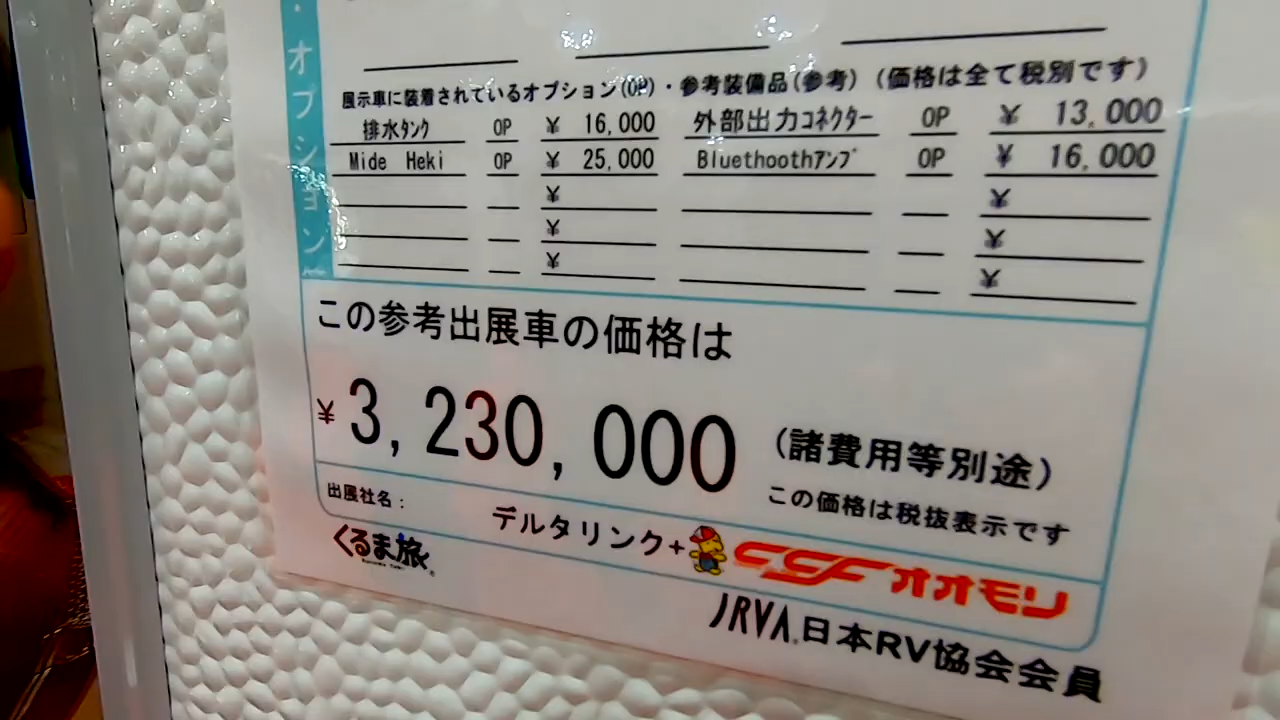 ・オプション
展示車に装着されているオプション(OP)・参考装備品(参考) (価格は全て税別です)
排水ﾀﾝｸ OP ¥ 16,000 外部出力ｺﾈｸﾀｰ OP ¥ 13,000
Mide Heki OP ¥ 25,000 Bluethoothｱﾝﾌﾟ OP ¥ 16,000
¥ ¥
¥ ¥
¥ ¥
この参考出展車の価格は
¥ 3,230,000 (諸費用等別途)
この価格は税抜表示です
出展社名: デルタリンク+ CSFオオモリ
くるま旅
JRVA.日本RV協会会員